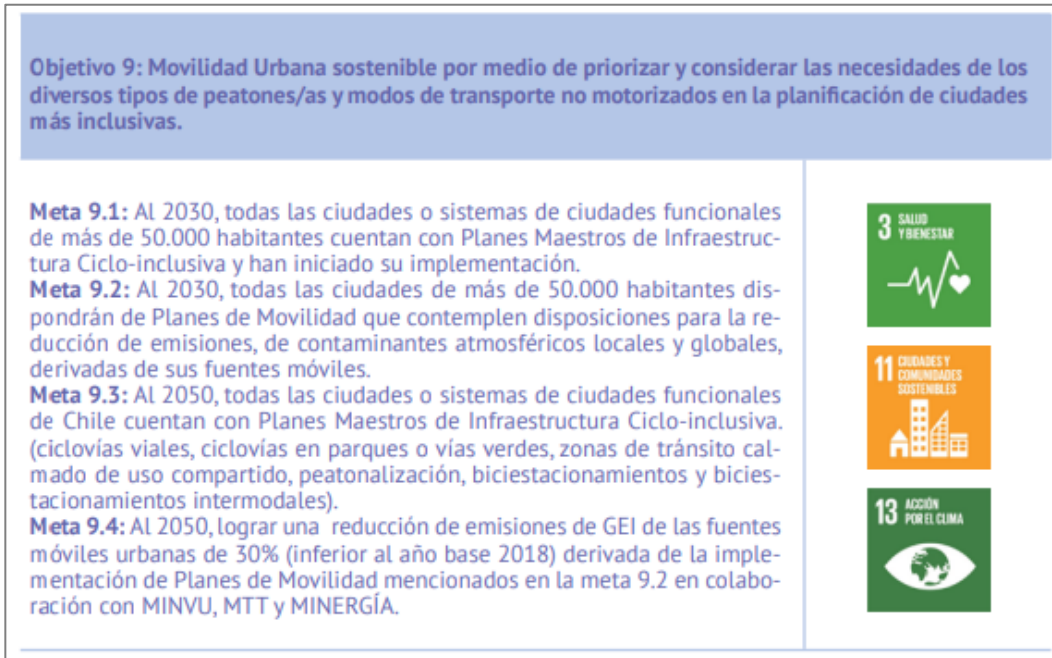 Objetivo 9: Movilidad Urbana sostenible por medio de priorizar y considerar las necesidades de los
diversos tipos de peatones/as y modos de transporte no motorizados en la planificación de ciudades
más inclusivas.
Meta 9.1: Al 2030, todas las ciudades o sistemas de ciudades funcionales
de más de 50.000 habitantes cuentan con Planes Maestros de Infraestruc-
tura Ciclo-inclusiva y han iniciado su implementación.
Meta 9.2: Al 2030, todas las ciudades de más de 50.000 habitantes dis-
pondrán de Planes de Movilidad que contemplen disposiciones para la re-
ducción de emisiones, de contaminantes atmosféricos locales y globales,
derivadas de sus fuentes móviles.
Meta 9.3: Al 2050, todas las ciudades o sistemas de ciudades funcionales
de Chile cuentan con Planes Maestros de Infraestructura Ciclo-inclusiva.
(ciclovías viales, ciclovías en parques o vías verdes, zonas de tránsito cal-
mado de uso compartido, peatonalización, biciestacionamientos y bicies-
tacionamientos intermodales).
Meta 9.4: Al 2050, lograr una reducción de emisiones de GEI de las fuentes
móviles urbanas de 30% (inferior al año base 2018) derivada de la imple-
mentación de Planes de Movilidad mencionados en la meta 9.2 en colabo-
ración con MINVU, MTT y MINERGÍA.
3 SALUD
Y BIENESTAR
11 CIUDADES Y
COMUNIDADES
SOSTENIBLES
13 ACCIÓN
POR EL CLIMA